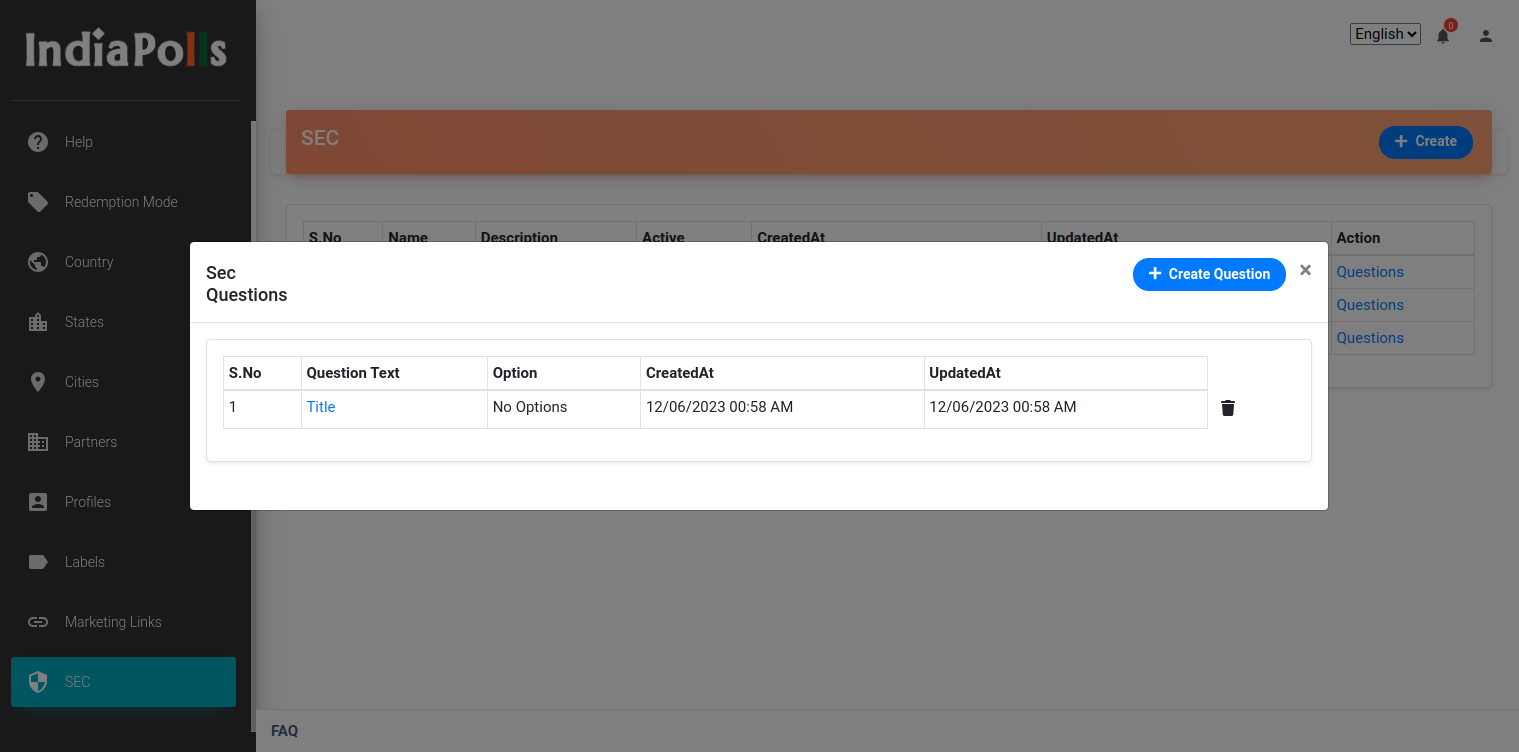 IndiaPolls
English
0
Help
Redemption Mode
Country
States
Cities
Partners
Profiles
Labels
Marketing Links
SEC
SEC
Create
S.No Name Description Active CreatedAt UpdatedAt Action
Questions
Questions
Questions
Sec
Questions
Create Question
×
S.No Question Text Option CreatedAt UpdatedAt
1 Title No Options 12/06/2023 00:58 AM 12/06/2023 00:58 AM
FAQ